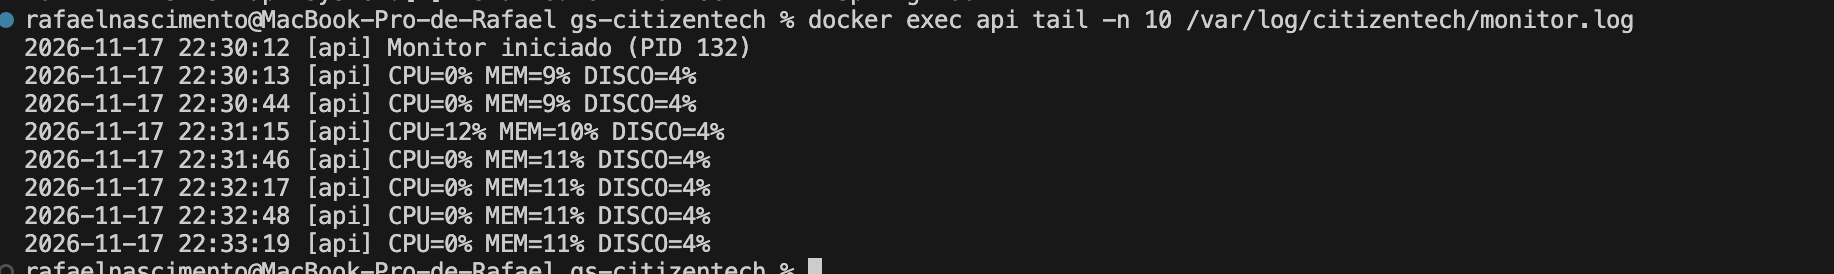 rafaelnascimento@MacBook-Pro-de-Rafael gs-citizentech % docker exec api tail -n 10 /var/log/citizentech/monitor.log
2026-11-17 22:30:12 [api] Monitor iniciado (PID 132)
2026-11-17 22:30:13 [api] CPU=0% MEM=9% DISCO=4%
2026-11-17 22:30:44 [api] CPU=0% MEM=9% DISCO=4%
2026-11-17 22:31:15 [api] CPU=12% MEM=10% DISCO=4%
2026-11-17 22:31:46 [api] CPU=0% MEM=11% DISCO=4%
2026-11-17 22:32:17 [api] CPU=0% MEM=11% DISCO=4%
2026-11-17 22:32:48 [api] CPU=0% MEM=11% DISCO=4%
2026-11-17 22:33:19 [api] CPU=0% MEM=11% DISCO=4%
rafaelnascimento@MacBook-Pro-de-Rafael gs-citizentech %